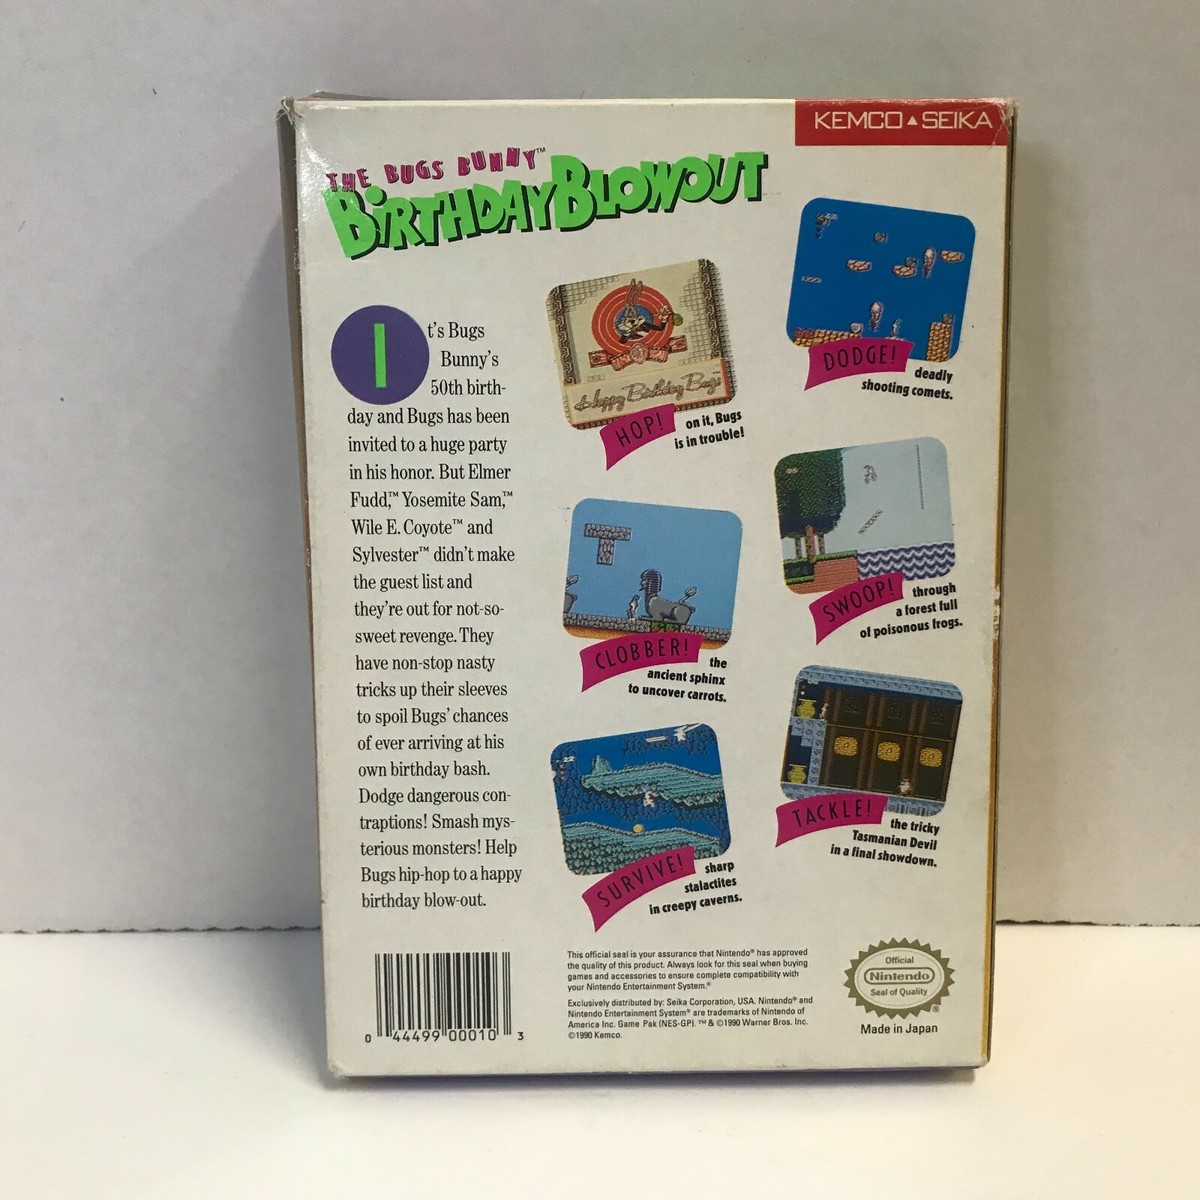 KEMCO▲SEIKA
THE BUGS BUNNY™
BIRTHDAY BLOWOUT
It's Bugs
Bunny's
50th birth-
day and Bugs has been
invited to a huge party
in his honor. But Elmer
Fudd,™ Yosemite Sam,™
Wile E. Coyote™ and
Sylvester™ didn't make
the guest list and
they're out for not-so-
sweet revenge. They
have non-stop nasty
tricks up their sleeves
to spoil Bugs' chances
of ever arriving at his
own birthday bash.
Dodge dangerous con-
traptions! Smash mys-
terious monsters! Help
Bugs hip-hop to a happy
birthday blow-out.
Happy Birthday Bugs
HOP! on it, Bugs
is in trouble!
DODGE! deadly
shooting comets.
CLOBBER! the
ancient sphinx
to uncover carrots.
SWOOP! through
a forest full
of poisonous frogs.
SURVIVE! sharp
stalactites
in creepy caverns.
TACKLE! the tricky
Tasmanian Devil
in a final showdown.
0 44499 00010 3
This official seal is your assurance that Nintendo® has approved
the quality of this product. Always look for this seal when buying
games and accessories to ensure complete compatibility with
your Nintendo Entertainment System.®
Exclusively distributed by: Seika Corporation, USA. Nintendo® and
Nintendo Entertainment System® are trademarks of Nintendo of
America Inc. Game Pak (NES-GP). ™ & ©1990 Warner Bros. Inc.
©1990 Kemco.
Official
Nintendo
Seal of Quality
®
Made in Japan